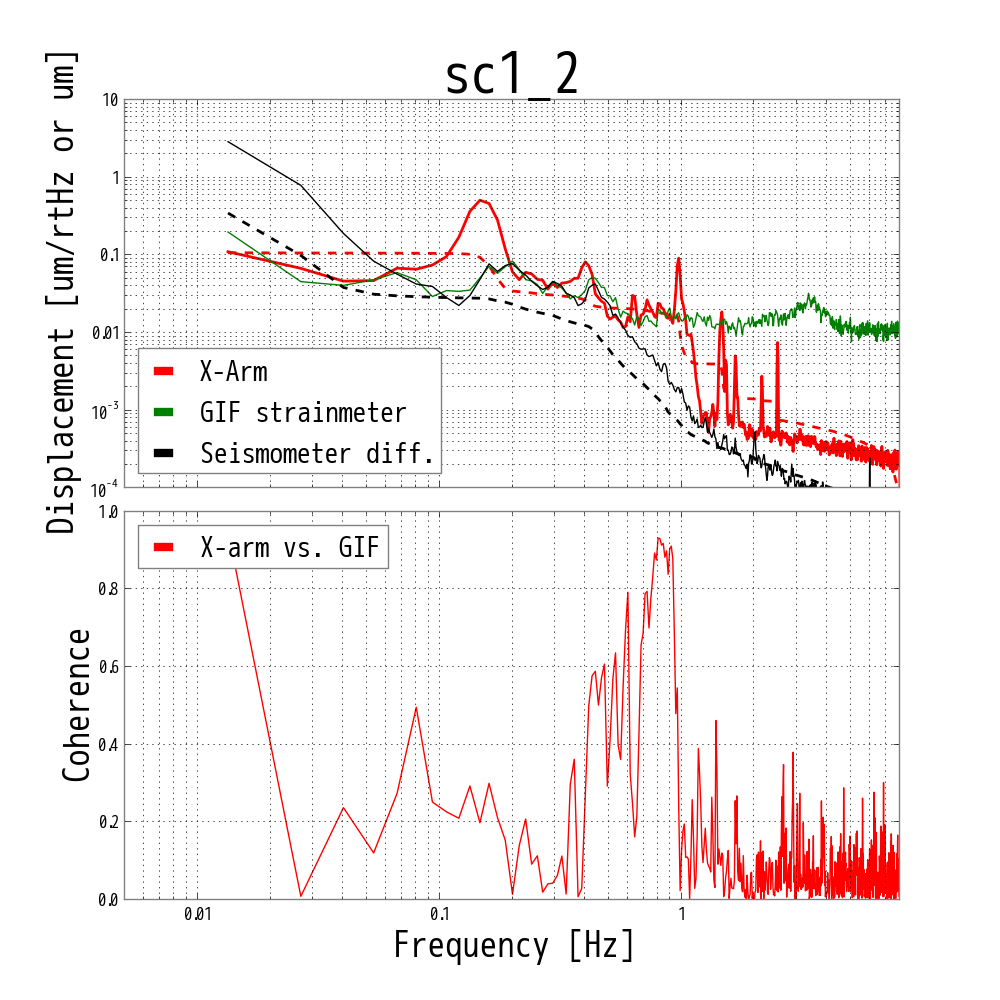 sc1_2
Displacement [um/rtHz or um]
10
1
0.1
0.01
10^-3
10^-4
X-Arm
GIF strainmeter
Seismometer diff.
Coherence
1.0
0.8
0.6
0.4
0.2
0.0
X-arm vs. GIF
0.01
0.1
1
Frequency [Hz]